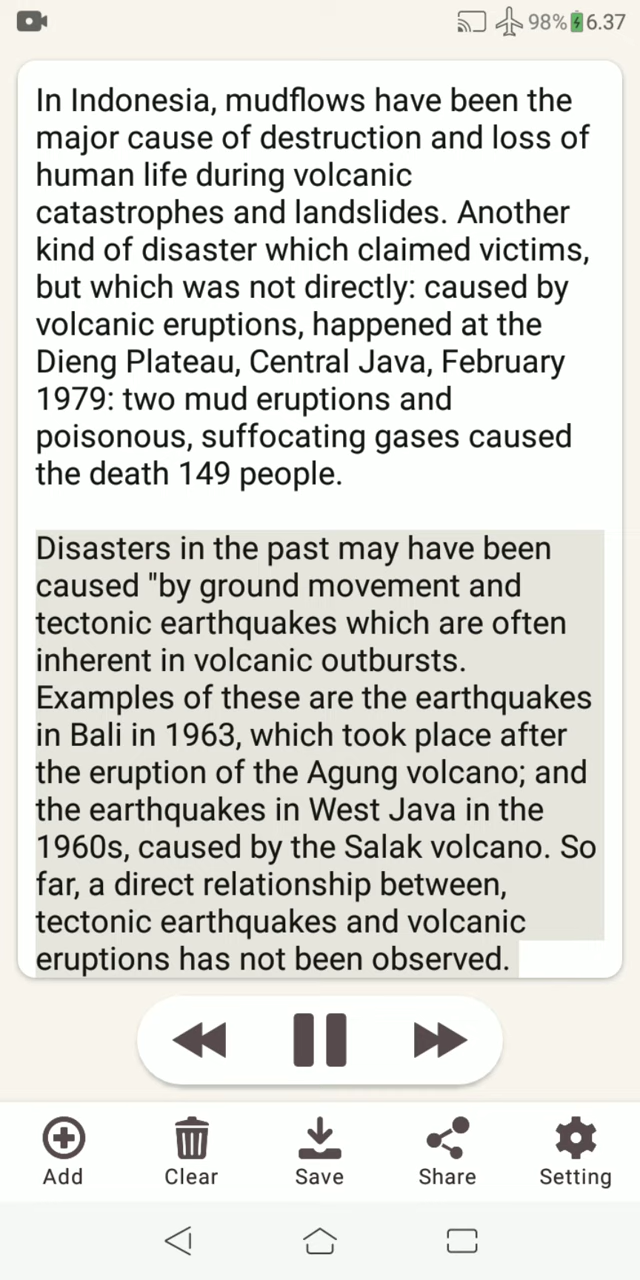 98% 6.37
In Indonesia, mudflows have been the
major cause of destruction and loss of
human life during volcanic
catastrophes and landslides. Another
kind of disaster which claimed victims,
but which was not directly: caused by
volcanic eruptions, happened at the
Dieng Plateau, Central Java, February
1979: two mud eruptions and
poisonous, suffocating gases caused
the death 149 people.
Disasters in the past may have been
caused "by ground movement and
tectonic earthquakes which are often
inherent in volcanic outbursts.
Examples of these are the earthquakes
in Bali in 1963, which took place after
the eruption of the Agung volcano; and
the earthquakes in West Java in the
1960s, caused by the Salak volcano. So
far, a direct relationship between,
tectonic earthquakes and volcanic
eruptions has not been observed.
Add Clear Save Share Setting